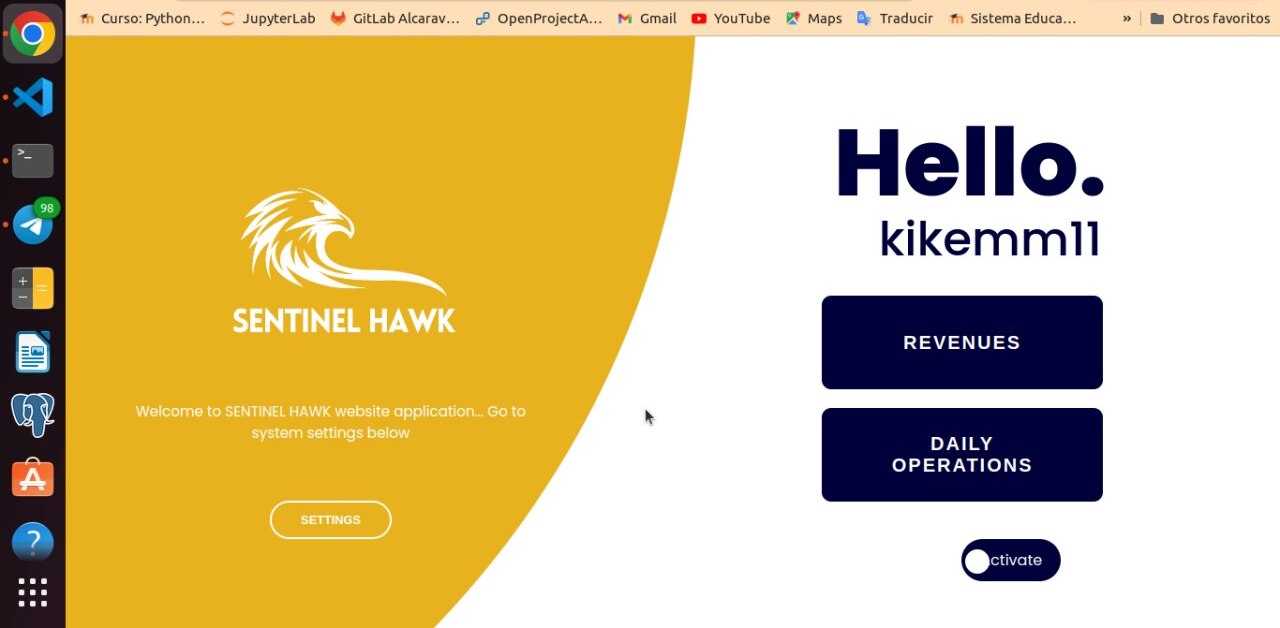 Curso: Python...
JupyterLab
GitLab Alcarav...
OpenProjectA...
Gmail
YouTube
Maps
Traducir
Sistema Educa...
»
Otros favoritos
98
Hello.
kikemm11
SENTINEL HAWK
REVENUES
Welcome to SENTINEL HAWK website application... Go to
system settings below
DAILY
OPERATIONS
SETTINGS
ctivate